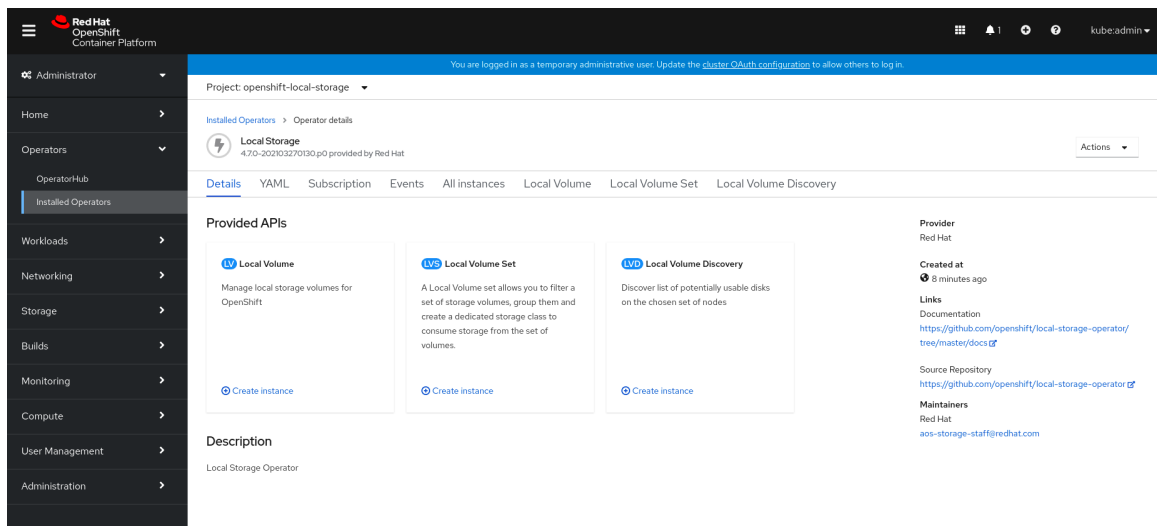 Red Hat
OpenShift
Container Platform
1
kube:admin
Administrator
You are logged in as a temporary administrative user. Update the cluster OAuth configuration to allow others to log in.
Project: openshift-local-storage
Home
Operators
OperatorHub
Installed Operators
Workloads
Networking
Storage
Builds
Monitoring
Compute
User Management
Administration
Installed Operators > Operator details
Local Storage
4.7.0-202103270130.p0 provided by Red Hat
Actions
Details YAML Subscription Events All instances Local Volume Local Volume Set Local Volume Discovery
Provided APIs
LV Local Volume
Manage local storage volumes for
OpenShift
Create instance
LVS Local Volume Set
A Local Volume set allows you to filter a
set of storage volumes, group them and
create a dedicated storage class to
consume storage from the set of
volumes.
Create instance
LVD Local Volume Discovery
Discover list of potentially usable disks
on the chosen set of nodes
Create instance
Description
Local Storage Operator
Provider
Red Hat
Created at
8 minutes ago
Links
Documentation
https://github.com/openshift/local-storage-operator/
tree/master/docs
Source Repository
https://github.com/openshift/local-storage-operator
Maintainers
Red Hat
aos-storage-staff@redhat.com